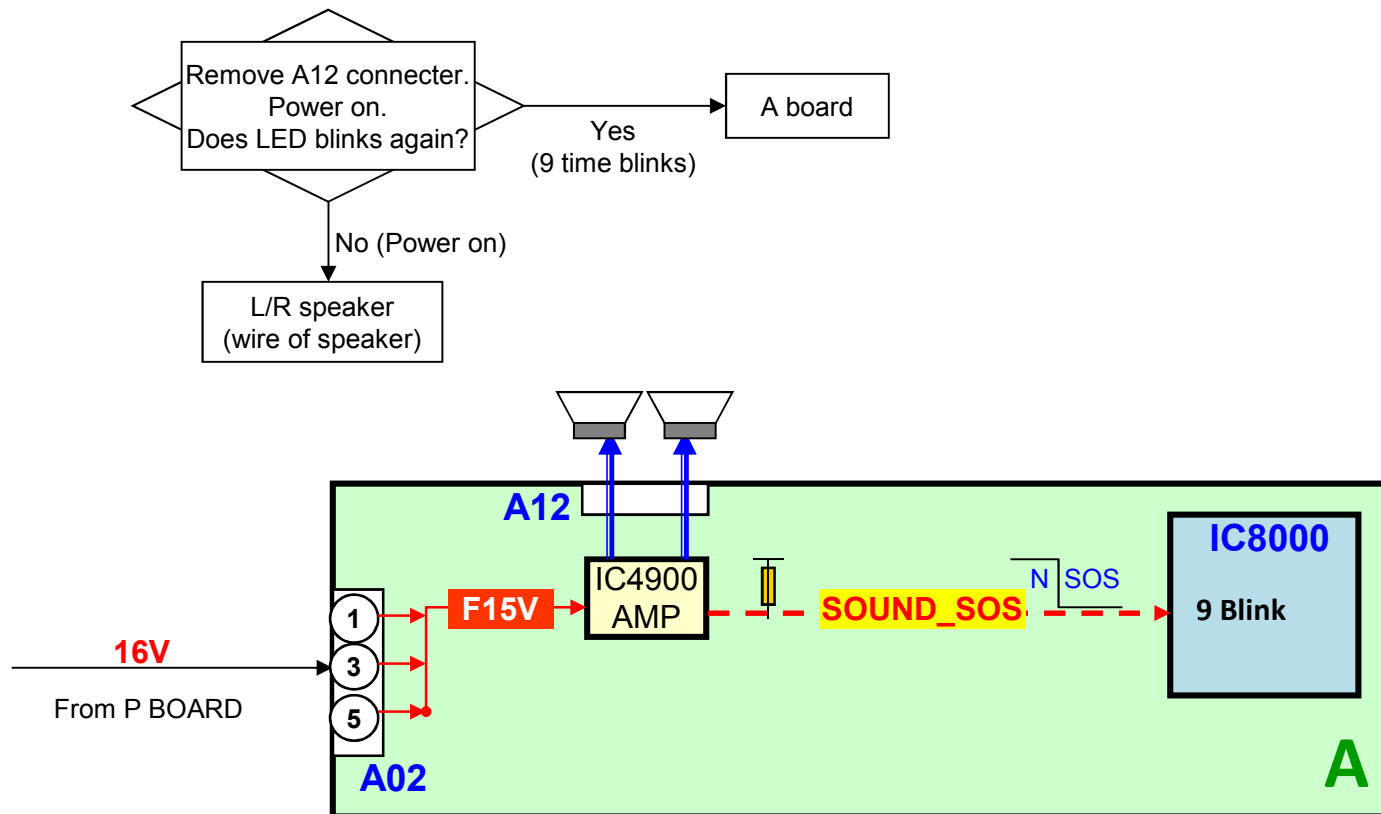 Remove A12 connecter.
Power on.
Does LED blinks again?
A board
Yes
(9 time blinks)
No (Power on)
L/R speaker
(wire of speaker)
A12
IC8000
IC4900
AMP
N
SOS
F15V
SOUND_SOS
9 Blink
1
16V
3
From P BOARD
5
A02
A